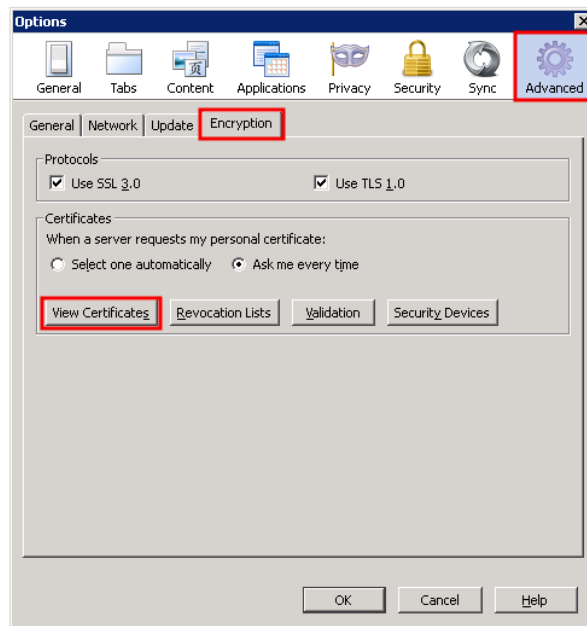 Options
General Tabs Content Applications Privacy Security Sync Advanced
General Network Update Encryption
Protocols
Use SSL 3.0 Use TLS 1.0
Certificates
When a server requests my personal certificate:
Select one automatically Ask me every time
View Certificates Revocation Lists Validation Security Devices
OK Cancel Help